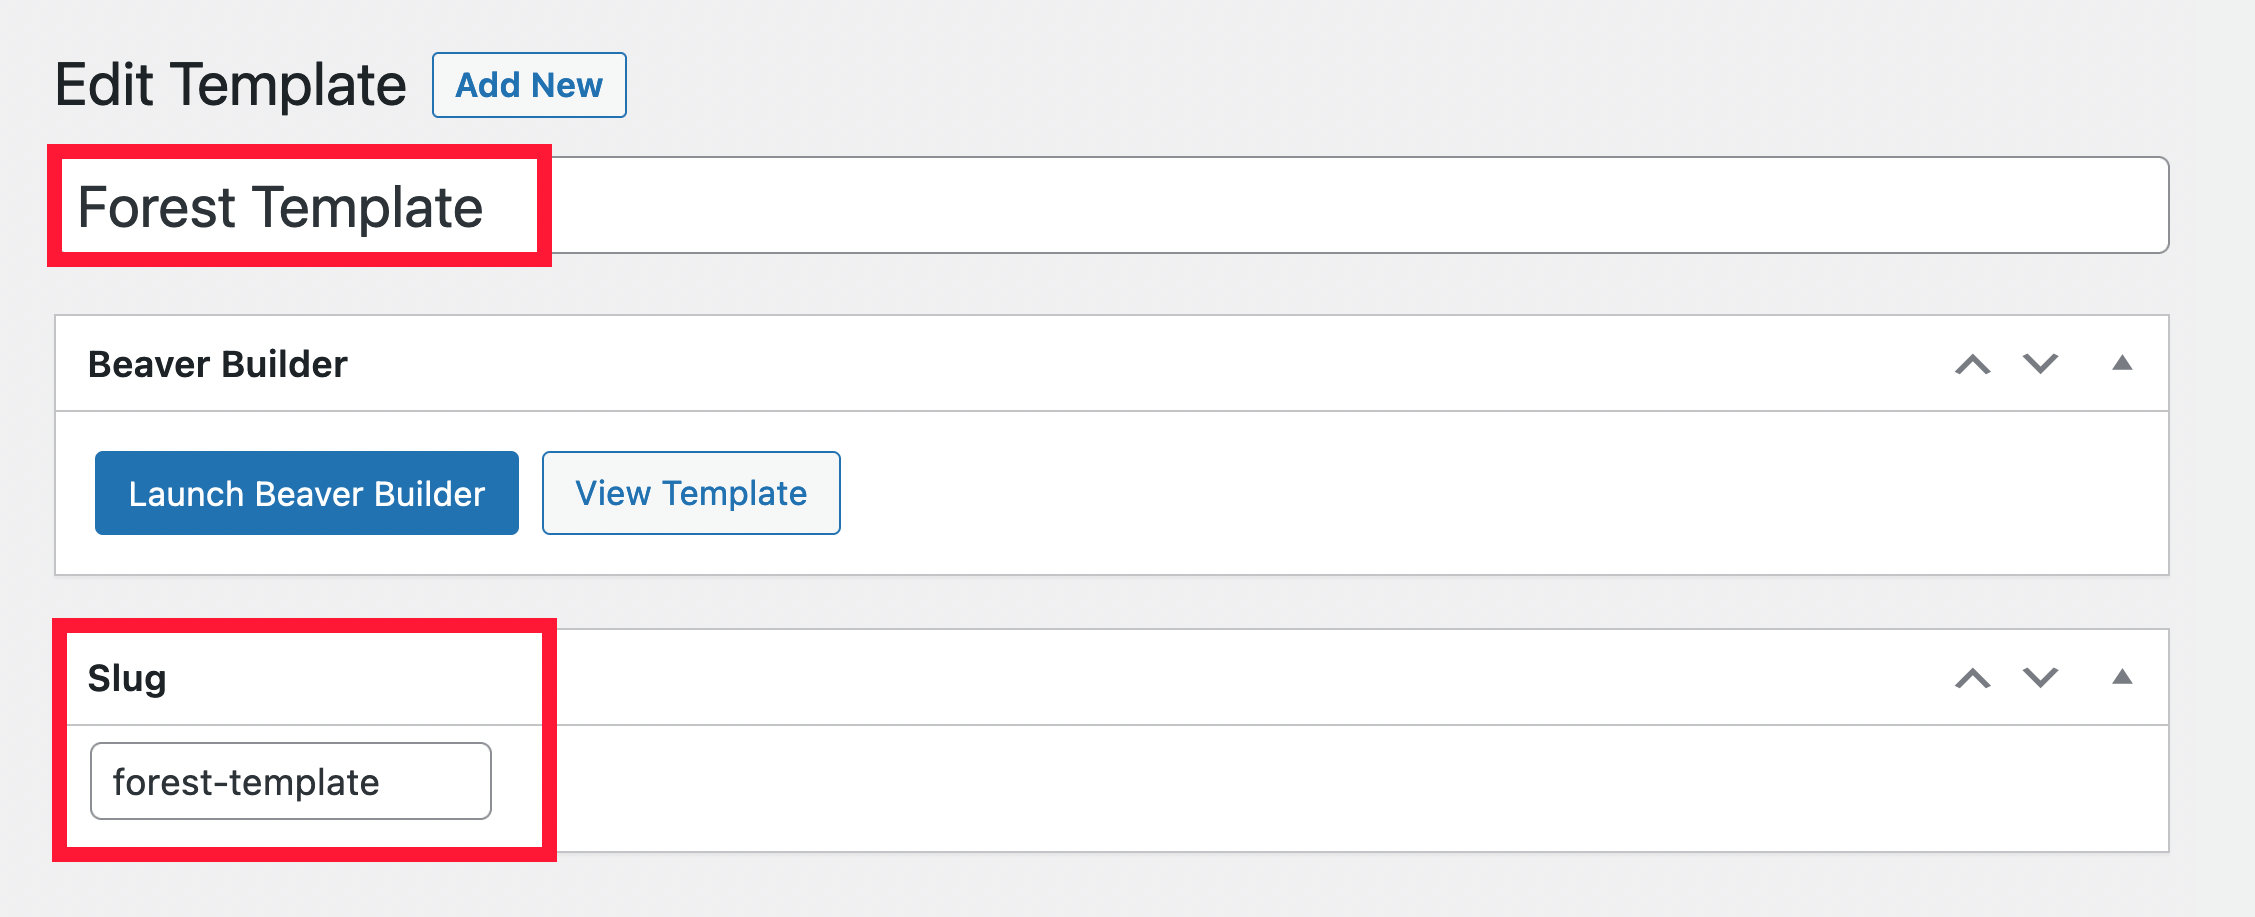 Edit Template Add New
Forest Template
Beaver Builder
Launch Beaver Builder View Template
Slug
forest-template